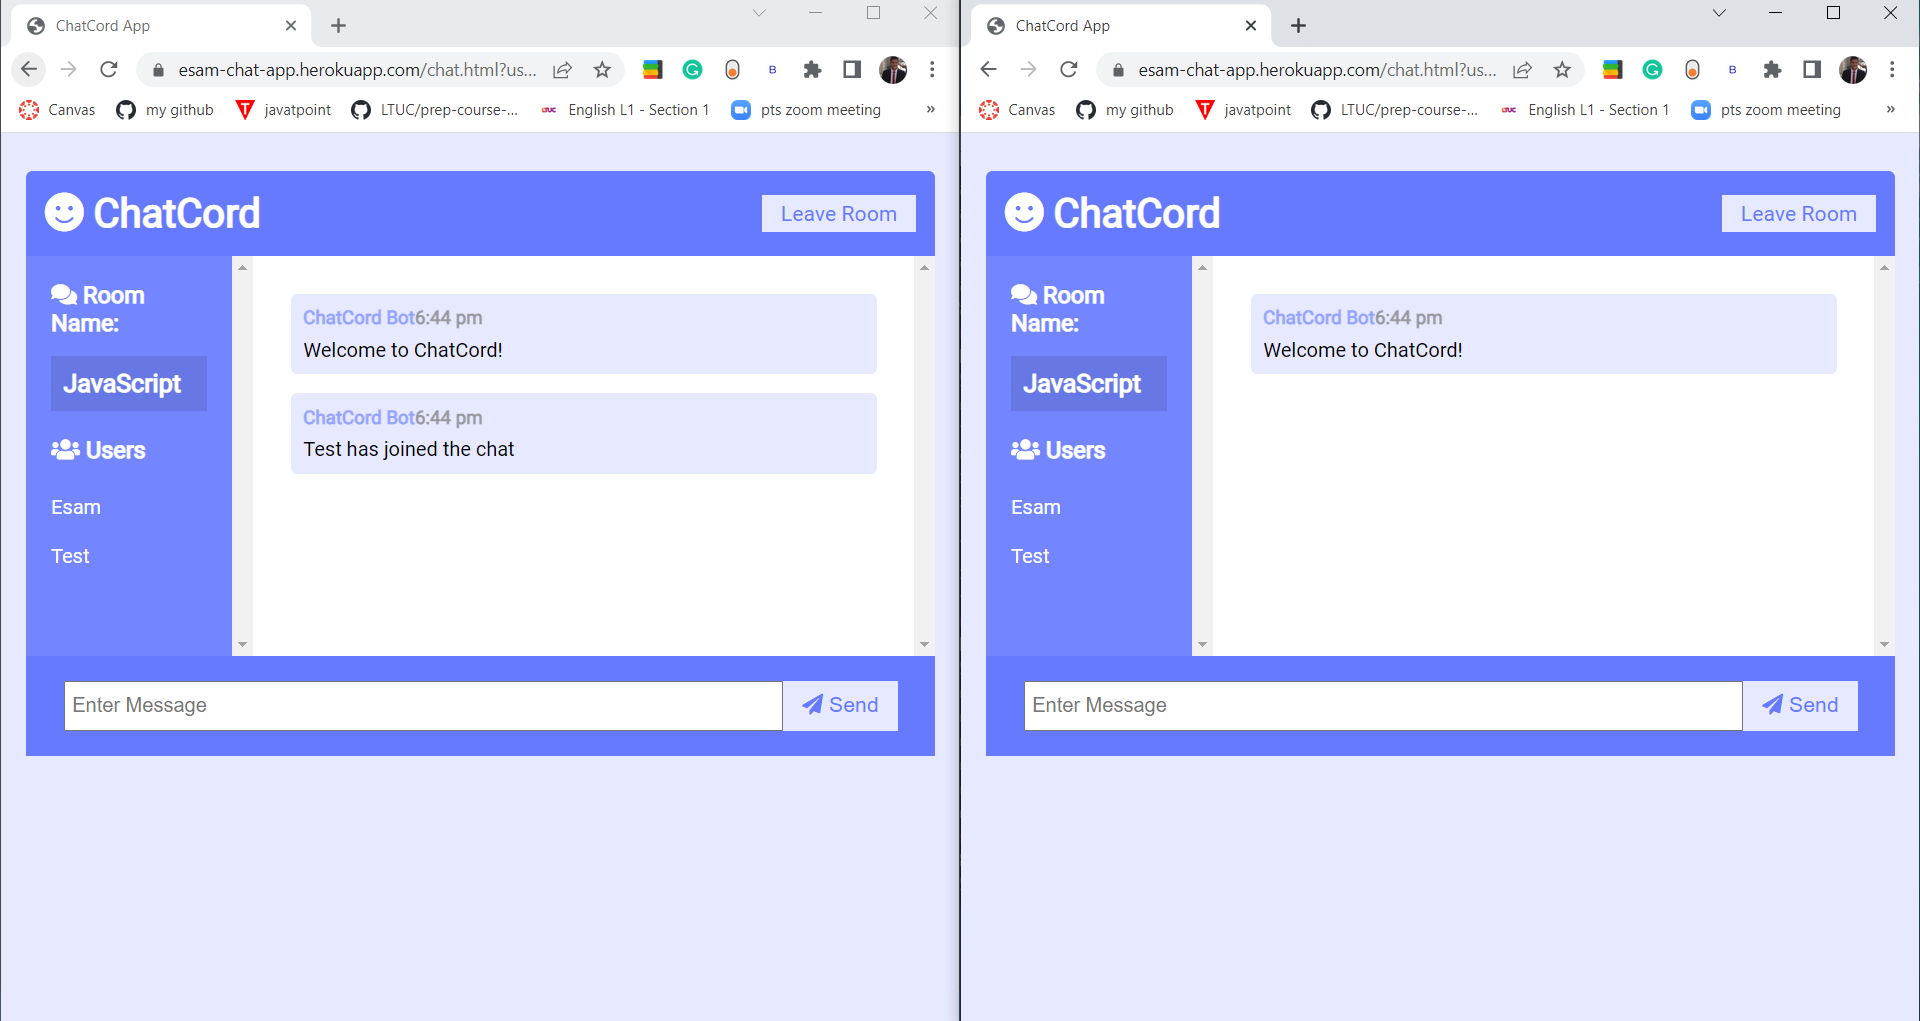 ChatCord App
esam-chat-app.herokuapp.com/chat.html?us...
B
Canvas
my github
T javatpoint
LTUC/prep-course-...
LTUC English L1 - Section 1
pts zoom meeting
»
ChatCord
Leave Room
Room
Name:
JavaScript
Users
Esam
Test
ChatCord Bot6:44 pm
Welcome to ChatCord!
ChatCord Bot6:44 pm
Test has joined the chat
Enter Message
Send
ChatCord App
esam-chat-app.herokuapp.com/chat.html?us...
B
Canvas
my github
T javatpoint
LTUC/prep-course-...
LTUC English L1 - Section 1
pts zoom meeting
»
ChatCord
Leave Room
Room
Name:
JavaScript
Users
Esam
Test
ChatCord Bot6:44 pm
Welcome to ChatCord!
Enter Message
Send